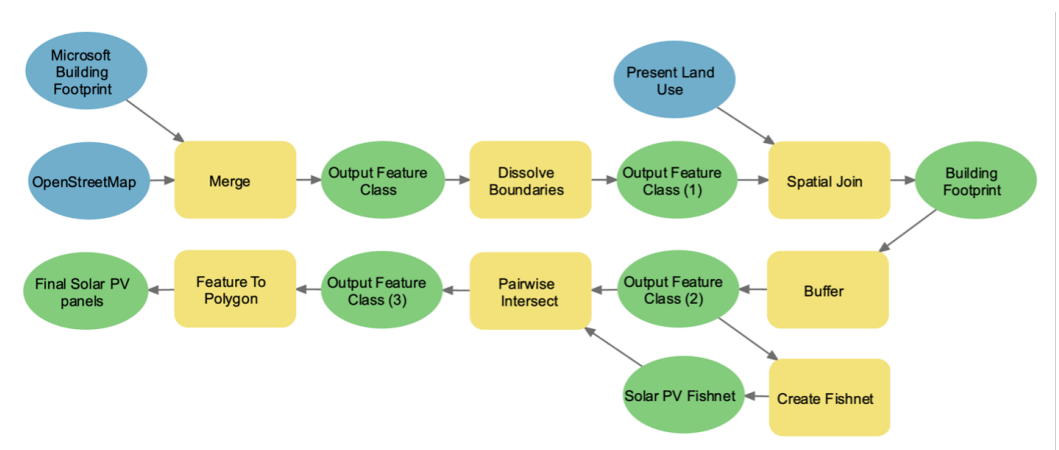 Microsoft
Building
Footprint
Present Land
Use
OpenStreetMap
Merge
Output Feature
Class
Dissolve
Boundaries
Output Feature
Class (1)
Spatial Join
Building
Footprint
Final Solar PV
panels
Feature To
Polygon
Output Feature
Class (3)
Pairwise
Intersect
Output Feature
Class (2)
Buffer
Solar PV Fishnet
Create Fishnet